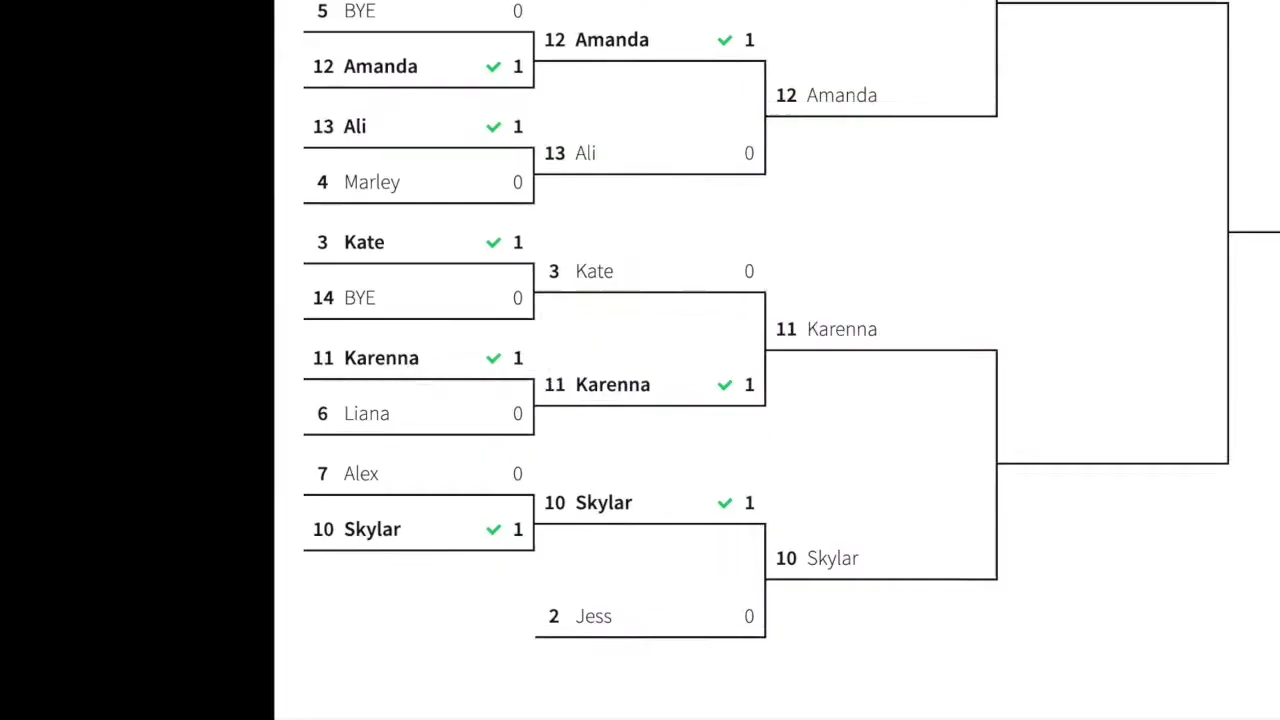 5 BYE 0
12 Amanda ✓ 1
13 Ali ✓ 1
4 Marley 0
3 Kate ✓ 1
14 BYE 0
11 Karenna ✓ 1
6 Liana 0
7 Alex 0
10 Skylar ✓ 1
12 Amanda ✓ 1
13 Ali 0
3 Kate 0
11 Karenna ✓ 1
10 Skylar ✓ 1
2 Jess 0
12 Amanda
11 Karenna
10 Skylar